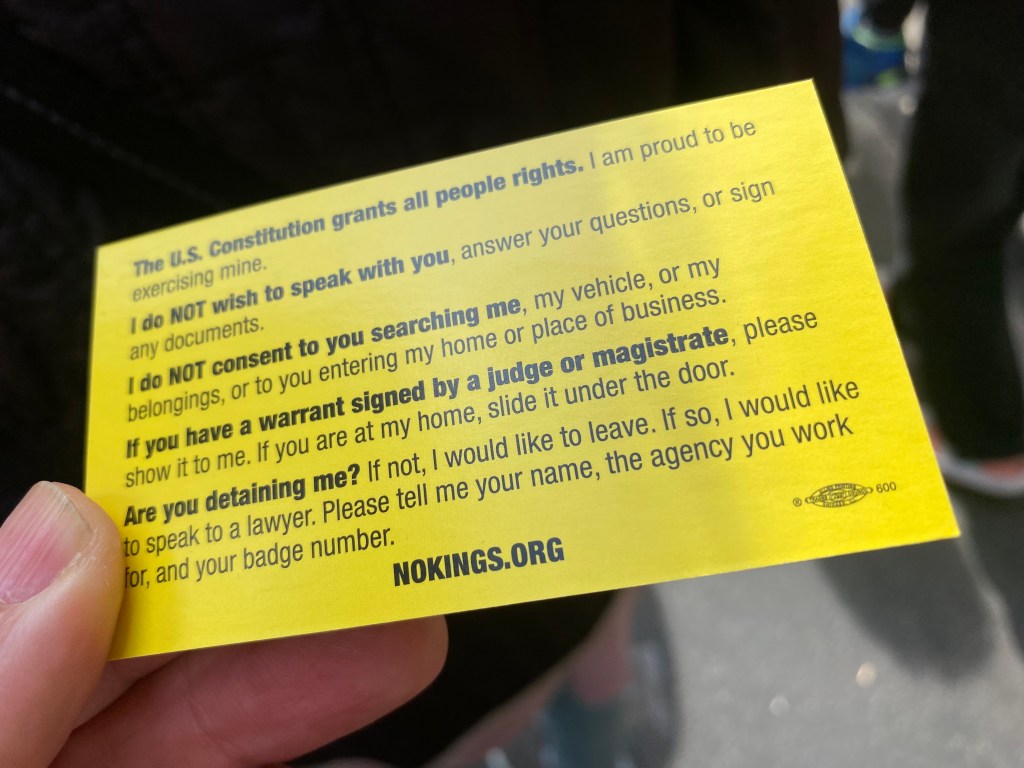 The U.S. Constitution grants all people rights. I am proud to be
exercising mine.
I do NOT wish to speak with you, answer your questions, or sign
any documents.
I do NOT consent to you searching me, my vehicle, or my
belongings, or to you entering my home or place of business.
If you have a warrant signed by a judge or magistrate, please
show it to me. If you are at my home, slide it under the door.
Are you detaining me? If not, I would like to leave. If so, I would like
to speak to a lawyer. Please tell me your name, the agency you work
for, and your badge number.
® 600
NOKINGS.ORG